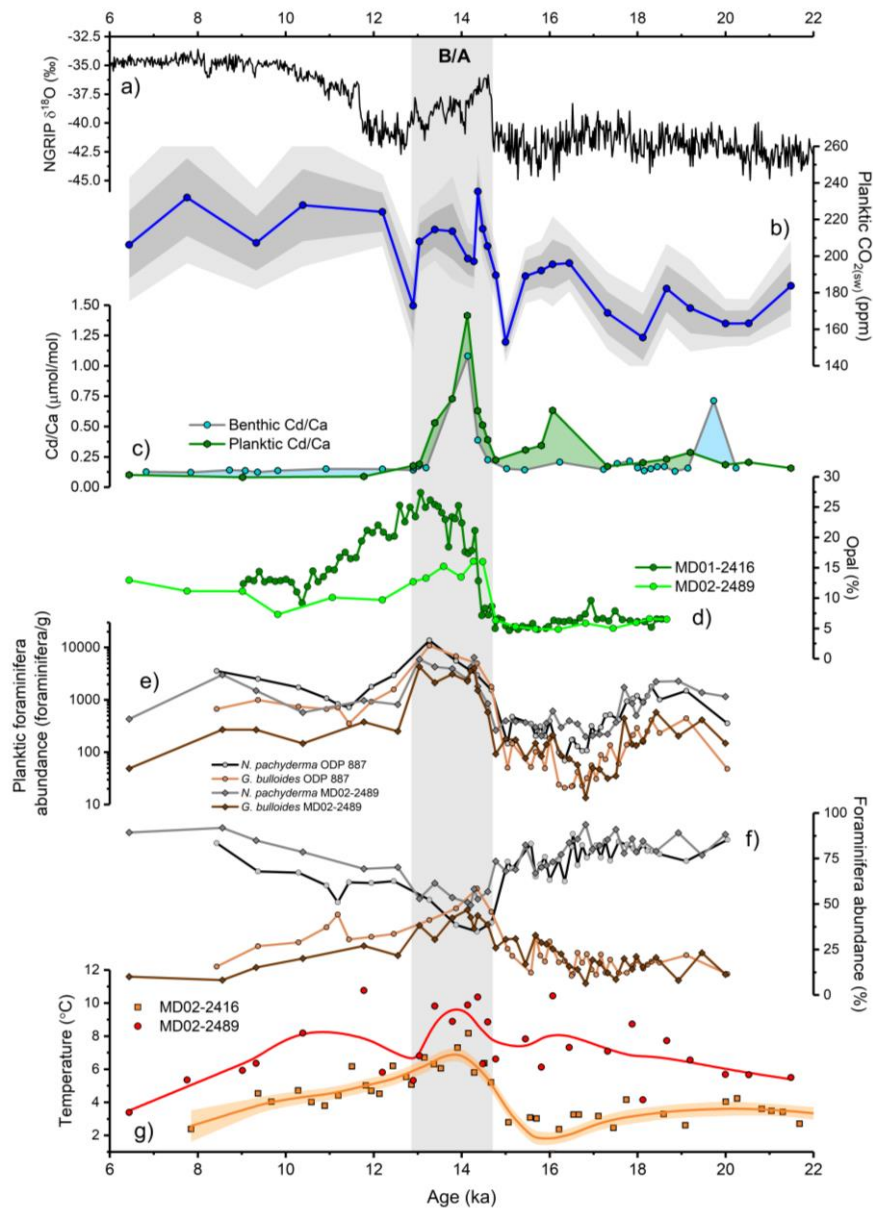 6 8 10 12 14 16 18 20 22
B/A
a)
NGRIP δ18O (‰)
-32.5
-35.0
-37.5
-40.0
-42.5
-45.0
b)
Planktic CO2(sw) (ppm)
260
240
220
200
180
160
140
c)
Cd/Ca (μmol/mol)
1.50
1.25
1.00
0.75
0.50
0.25
0.00
Benthic Cd/Ca
Planktic Cd/Ca
d)
Opal (%)
20
25
15
10
5
0
MD01-2416
MD02-2489
e)
Planktic foraminifera
abundance (foraminifera/g)
10000
1000
100
10
N. pachyderma ODP 887
G. bulloides ODP 887
N. pachyderma MD02-2489
G. bulloides MD02-2489
f)
Foraminifera abundance
(%)
100
75
50
25
0
g)
Temperature (°C)
12
10
8
6
4
2
MD02-2416
MD02-2489
6 8 10 12 14 16 18 20 22
Age (ka)